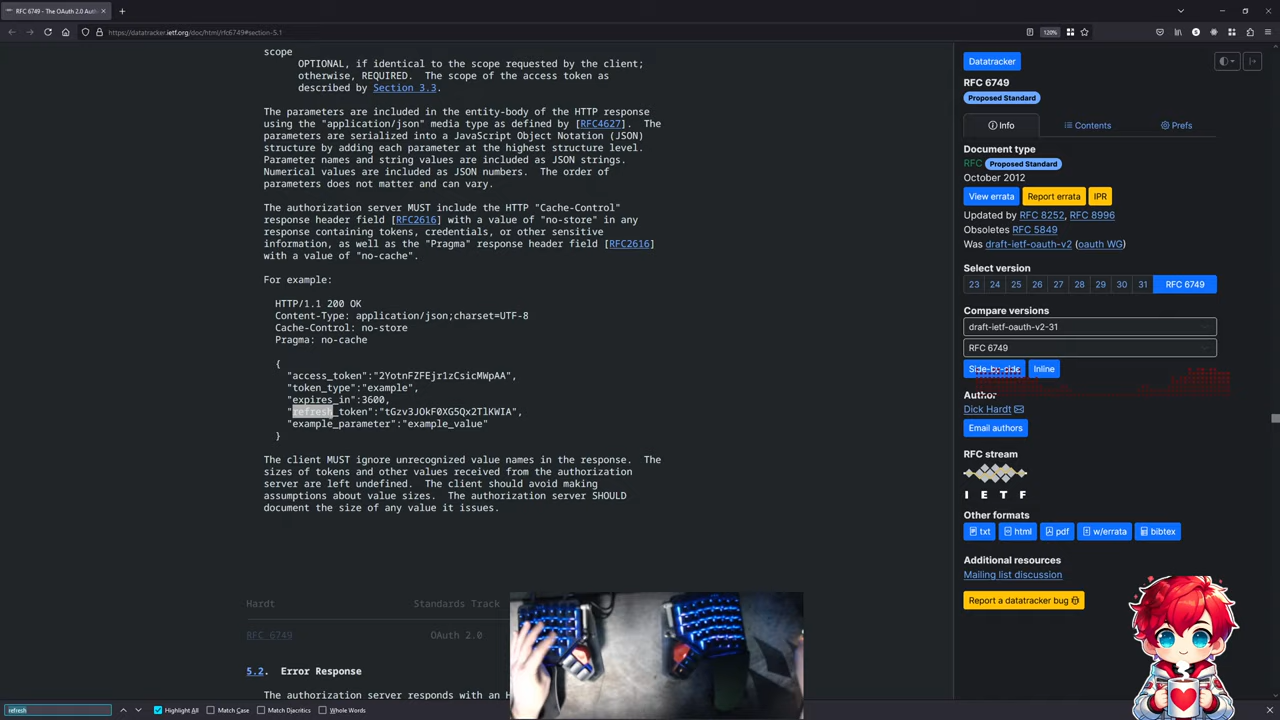 RFC 6749 - The OAuth 2.0 Auth
https://datatracker.ietf.org/doc/html/rfc6749#section-5.1
120%
scope
OPTIONAL, if identical to the scope requested by the client;
otherwise, REQUIRED. The scope of the access token as
described by Section 3.3.
The parameters are included in the entity-body of the HTTP response
using the "application/json" media type as defined by [RFC4627]. The
parameters are serialized into a JavaScript Object Notation (JSON)
structure by adding each parameter at the highest structure level.
Parameter names and string values are included as JSON strings.
Numerical values are included as JSON numbers. The order of
parameters does not matter and can vary.
The authorization server MUST include the HTTP "Cache-Control"
response header field [RFC2616] with a value of "no-store" in any
response containing tokens, credentials, or other sensitive
information, as well as the "Pragma" response header field [RFC2616]
with a value of "no-cache".
For example:
HTTP/1.1 200 OK
Content-Type: application/json;charset=UTF-8
Cache-Control: no-store
Pragma: no-cache
{
"access_token":"2YotnFZFEjr1zCsicMWpAA",
"token_type":"example",
"expires_in":3600,
"refresh_token":"tGzv3JOkF0XG5Qx2TlKWIA",
"example_parameter":"example_value"
}
The client MUST ignore unrecognized value names in the response. The
sizes of tokens and other values received from the authorization
server are left undefined. The client should avoid making
assumptions about value sizes. The authorization server SHOULD
document the size of any value it issues.
Hardt Standards Track
RFC 6749 OAuth 2.0
5.2. Error Response
The authorization server responds with an H
Datatracker
RFC 6749
Proposed Standard
Info Contents Prefs
Document type
RFC Proposed Standard
October 2012
View errata Report errata IPR
Updated by RFC 8252, RFC 8996
Obsoletes RFC 5849
Was draft-ietf-oauth-v2 (oauth WG)
Select version
23 24 25 26 27 28 29 30 31 RFC 6749
Compare versions
draft-ietf-oauth-v2-31
RFC 6749
Side-by-side Inline
Author
Dick Hardt
Email authors
RFC stream
I E T F
Other formats
txt html pdf w/errata bibtex
Additional resources
Mailing list discussion
Report a datatracker bug
refresh Highlight All Match Case Match Diacritics Whole Words